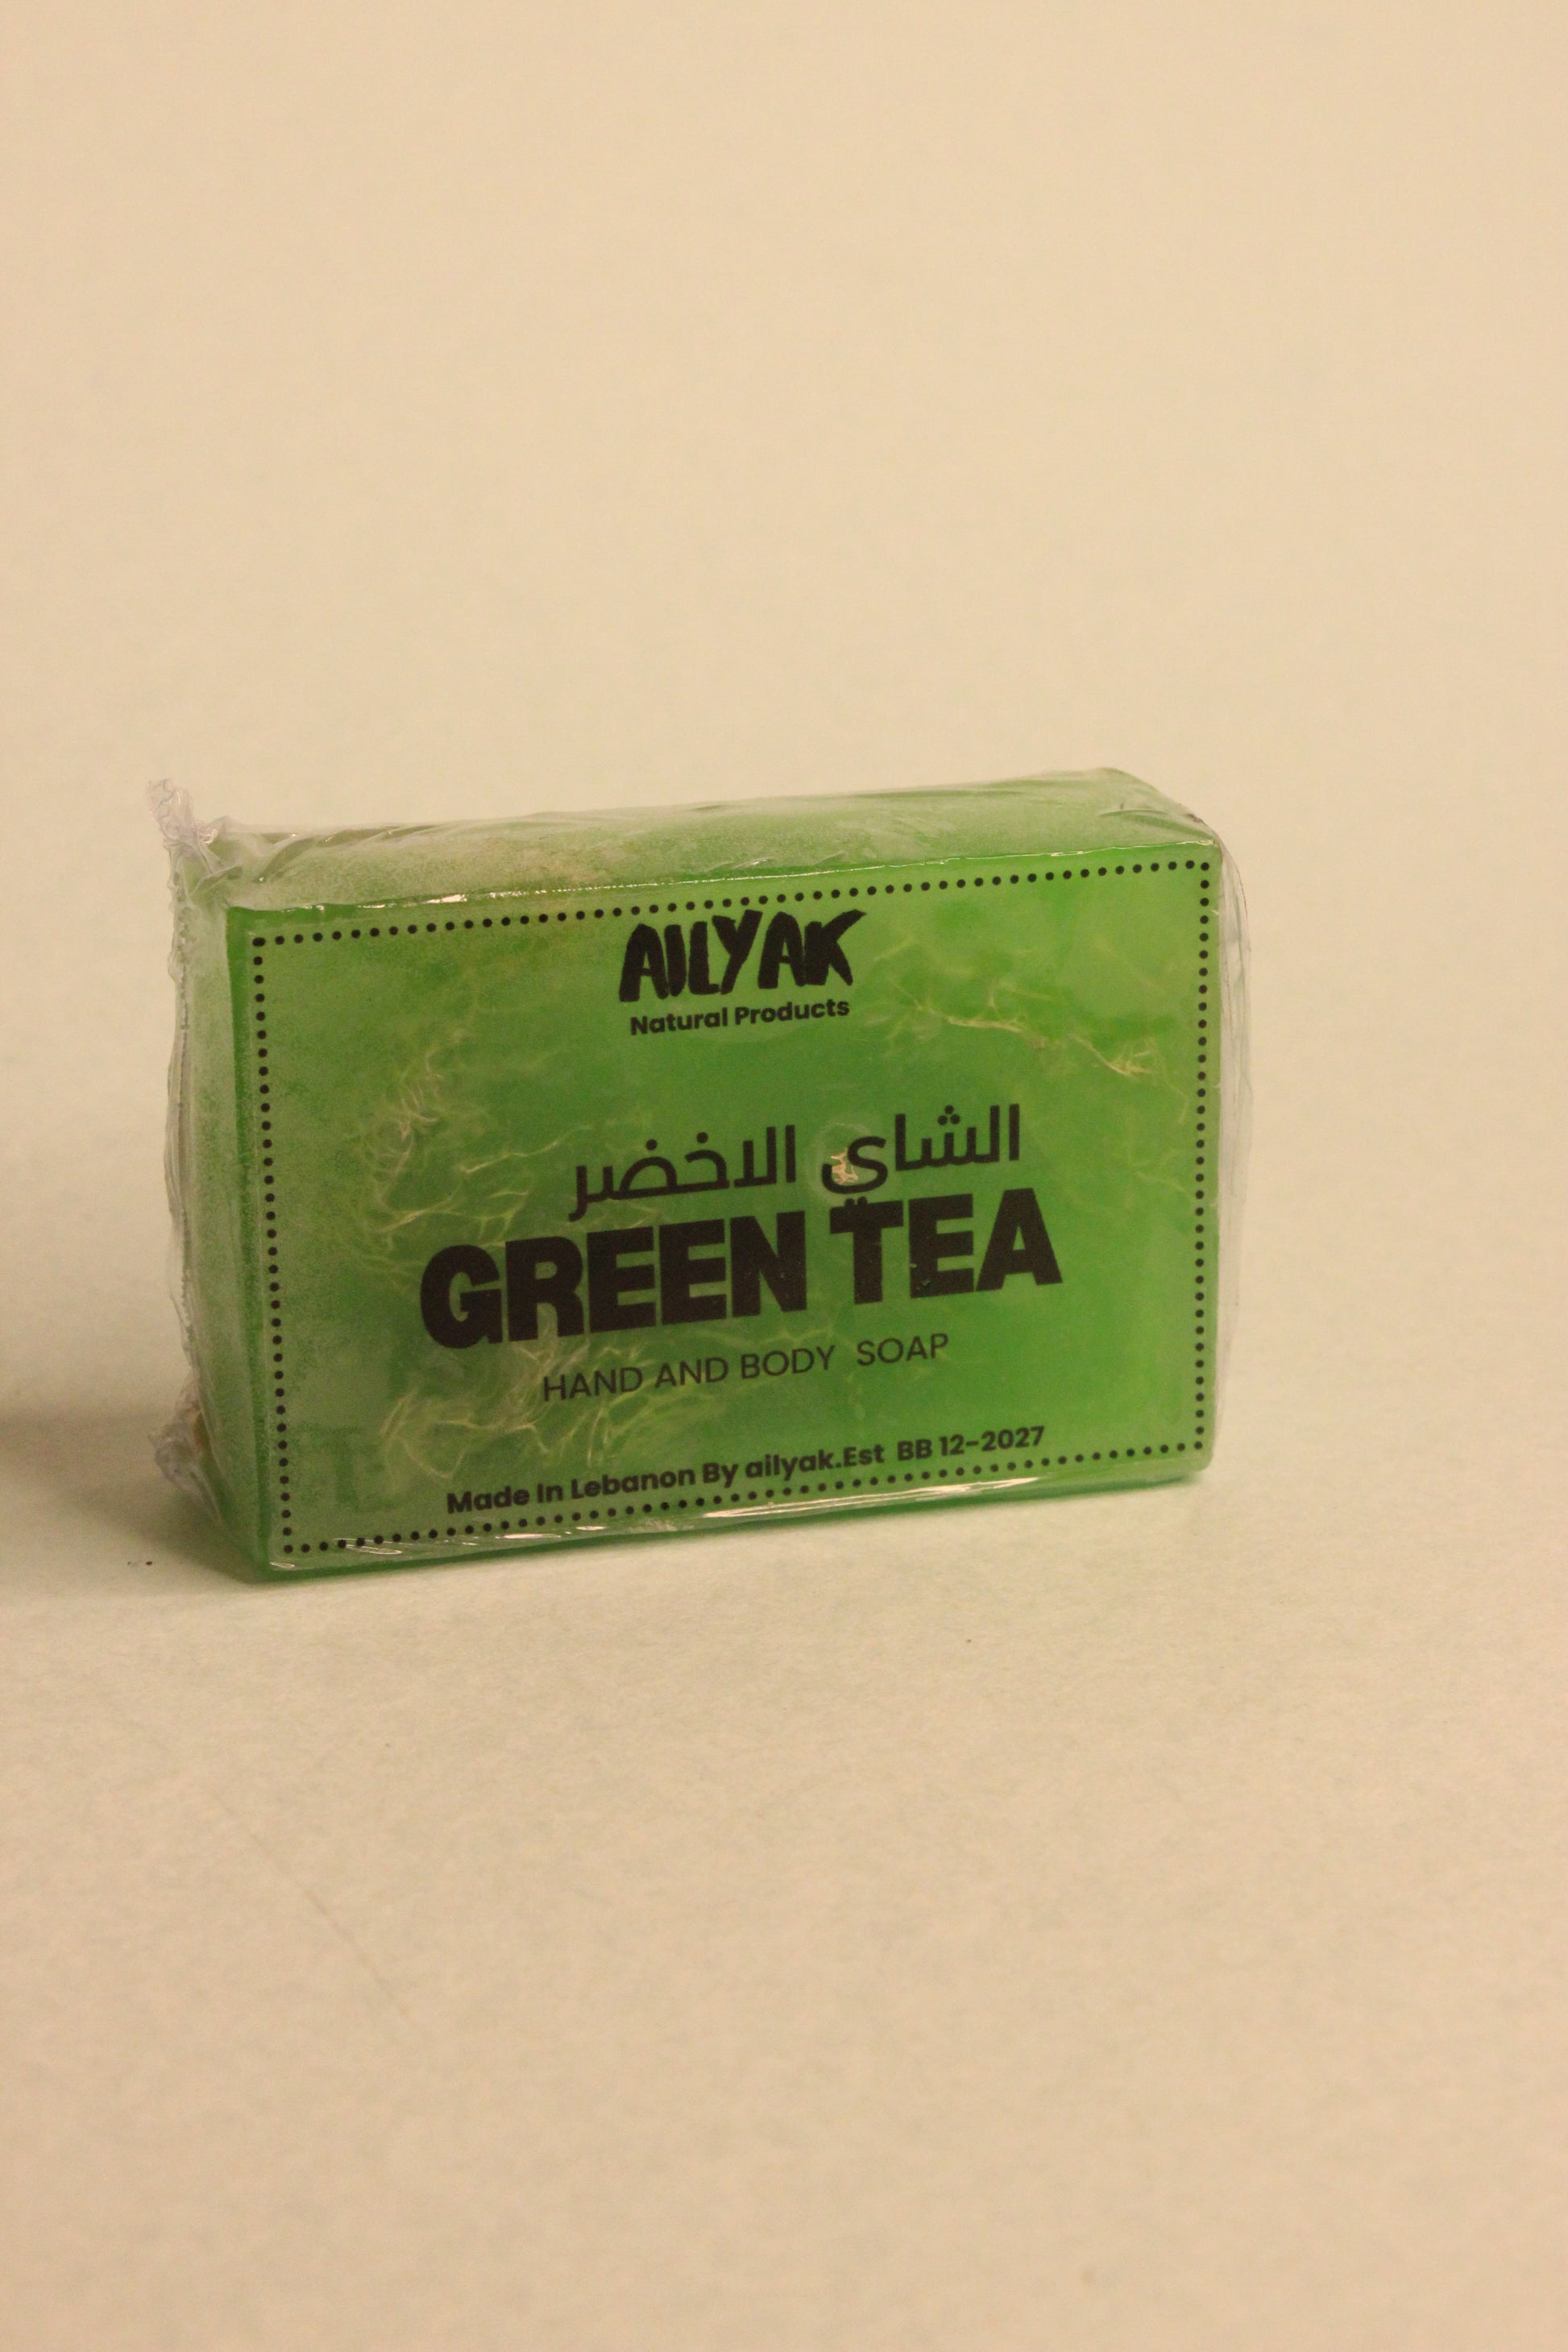 AILYAK
Natural Products
الشاي الاخضر
GREEN TEA
HAND AND BODY SOAP
Made In Lebanon By ailyak.Est BB 12-2027